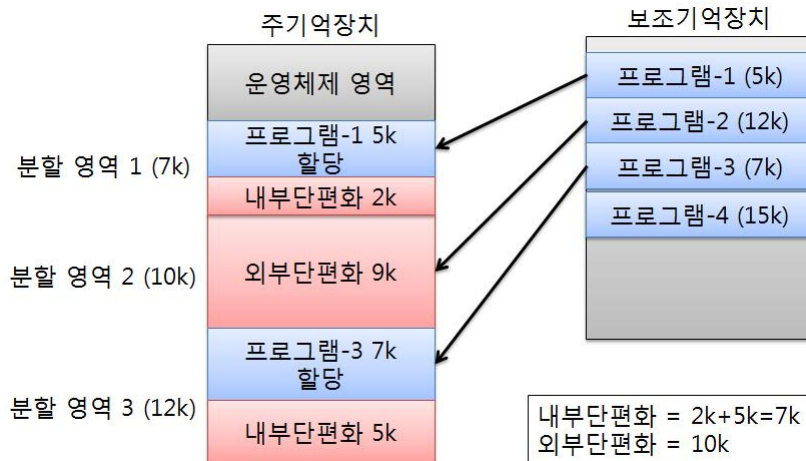 주기억장치
운영체제 영역
프로그램-1 5k
할당
내부단편화 2k
외부단편화 9k
프로그램-3 7k
할당
내부단편화 5k
분할 영역 1 (7k)
분할 영역 2 (10k)
분할 영역 3 (12k)
보조기억장치
프로그램-1 (5k)
프로그램-2 (12k)
프로그램-3 (7k)
프로그램-4 (15k)
내부단편화 = 2k+5k=7k
외부단편화 = 10k